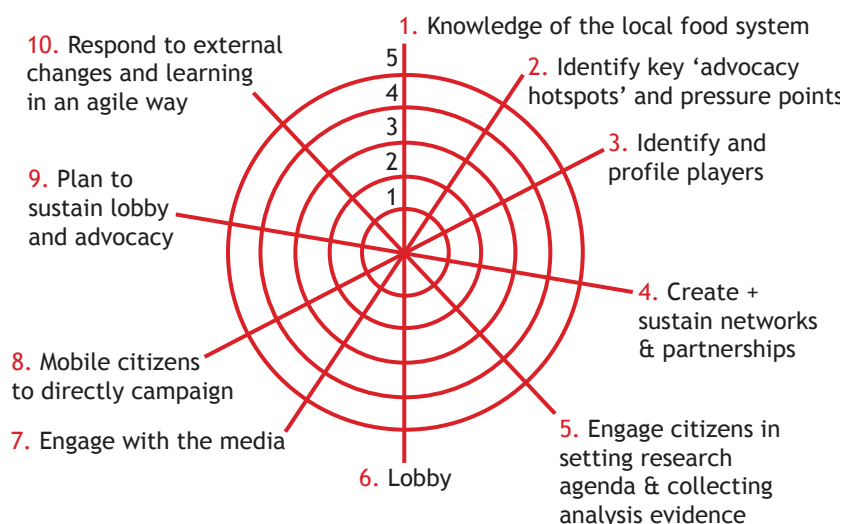 1. Knowledge of the local food system
2. Identify key ‘advocacy
hotspots’ and pressure points
3. Identify and
profile players
4. Create +
sustain networks
& partnerships
5. Engage citizens in
setting research
agenda & collecting
analysis evidence
6. Lobby
7. Engage with the media
8. Mobile citizens
to directly campaign
9. Plan to
sustain lobby
and advocacy
10. Respond to external
changes and learning
in an agile way
5
4
3
2
1